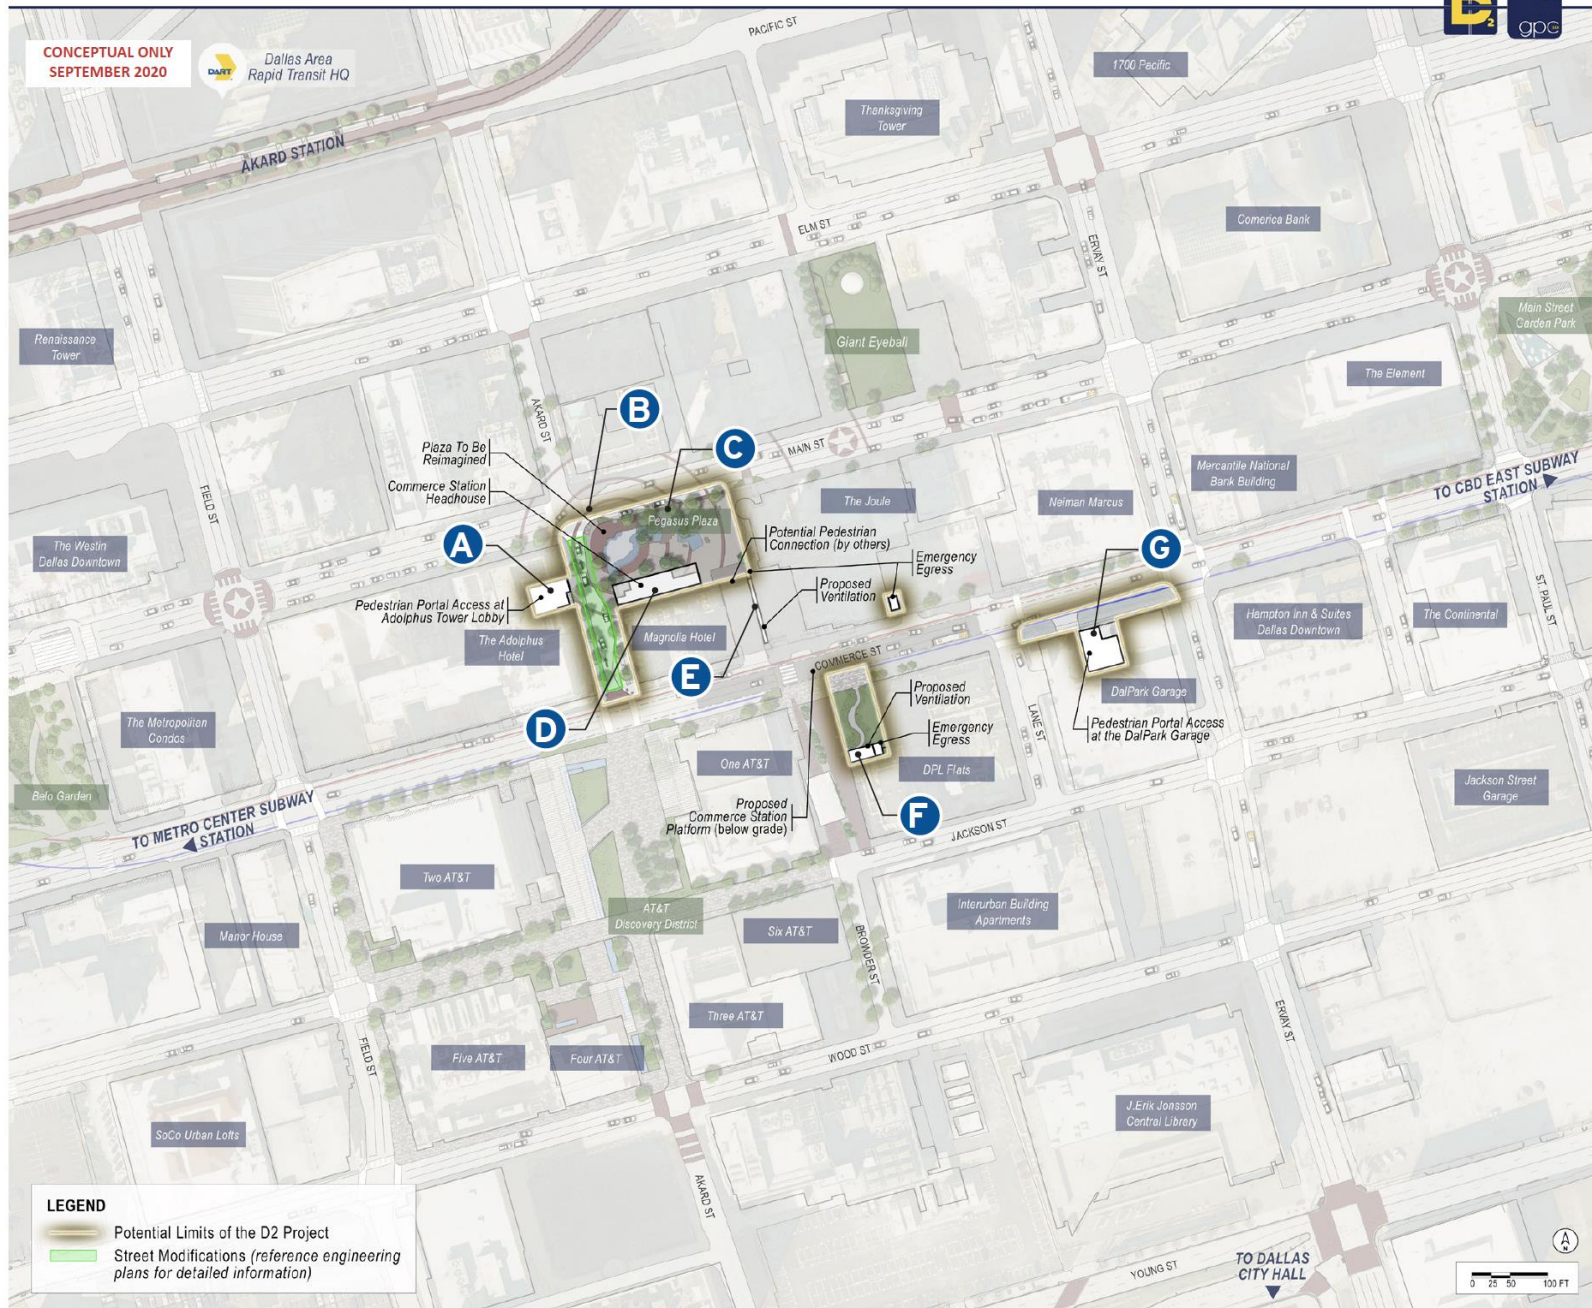 D2
gpc
CONCEPTUAL ONLY
SEPTEMBER 2020
DART
Dallas Area
Rapid Transit HQ
PACIFIC ST
1700 Pacific
Thanksgiving
Tower
AKARD STATION
Comerica Bank
ELM ST
ERVAY ST
Main Street
Garden Park
Renaissance
Tower
Giant Eyeball
The Element
AKARD ST
B
C
MAIN ST
Plaza To Be
Reimagined
Commerce Station
Headhouse
Mercantile National
Bank Building
TO CBD EAST SUBWAY
STATION
FIELD ST
The Joule
Neiman Marcus
Pegasus Plaza
The Westin
Dallas Downtown
A
Potential Pedestrian
Connection (by others)
Emergency
Egress
G
Proposed
Ventilation
Pedestrian Portal Access at
Adolphus Tower Lobby
The Adolphus
Hotel
Magnolia Hotel
Hampton Inn & Suites
Dallas Downtown
The Continental
ST. PAUL ST
COMMERCE ST
E
Proposed
Ventilation
DalPark Garage
The Metropolitan
Condos
D
Emergency
Egress
LANE ST
Pedestrian Portal Access
at the DalPark Garage
One AT&T
DPL Flats
Belo Garden
Jackson Street
Garage
TO METRO CENTER SUBWAY
STATION
Proposed
Commerce Station
Platform (below grade)
F
JACKSON ST
Two AT&T
AT&T
Discovery District
Interurban Building
Apartments
Manor House
Six AT&T
BROWDER ST
Three AT&T
ERVAY ST
FIELD ST
Five AT&T
Four AT&T
WOOD ST
SoCo Urban Lofts
J.Erik Jonsson
Central Library
AKARD ST
LEGEND
Potential Limits of the D2 Project
Street Modifications (reference engineering
plans for detailed information)
TO DALLAS
CITY HALL
YOUNG ST
N
0 25 50 100 FT